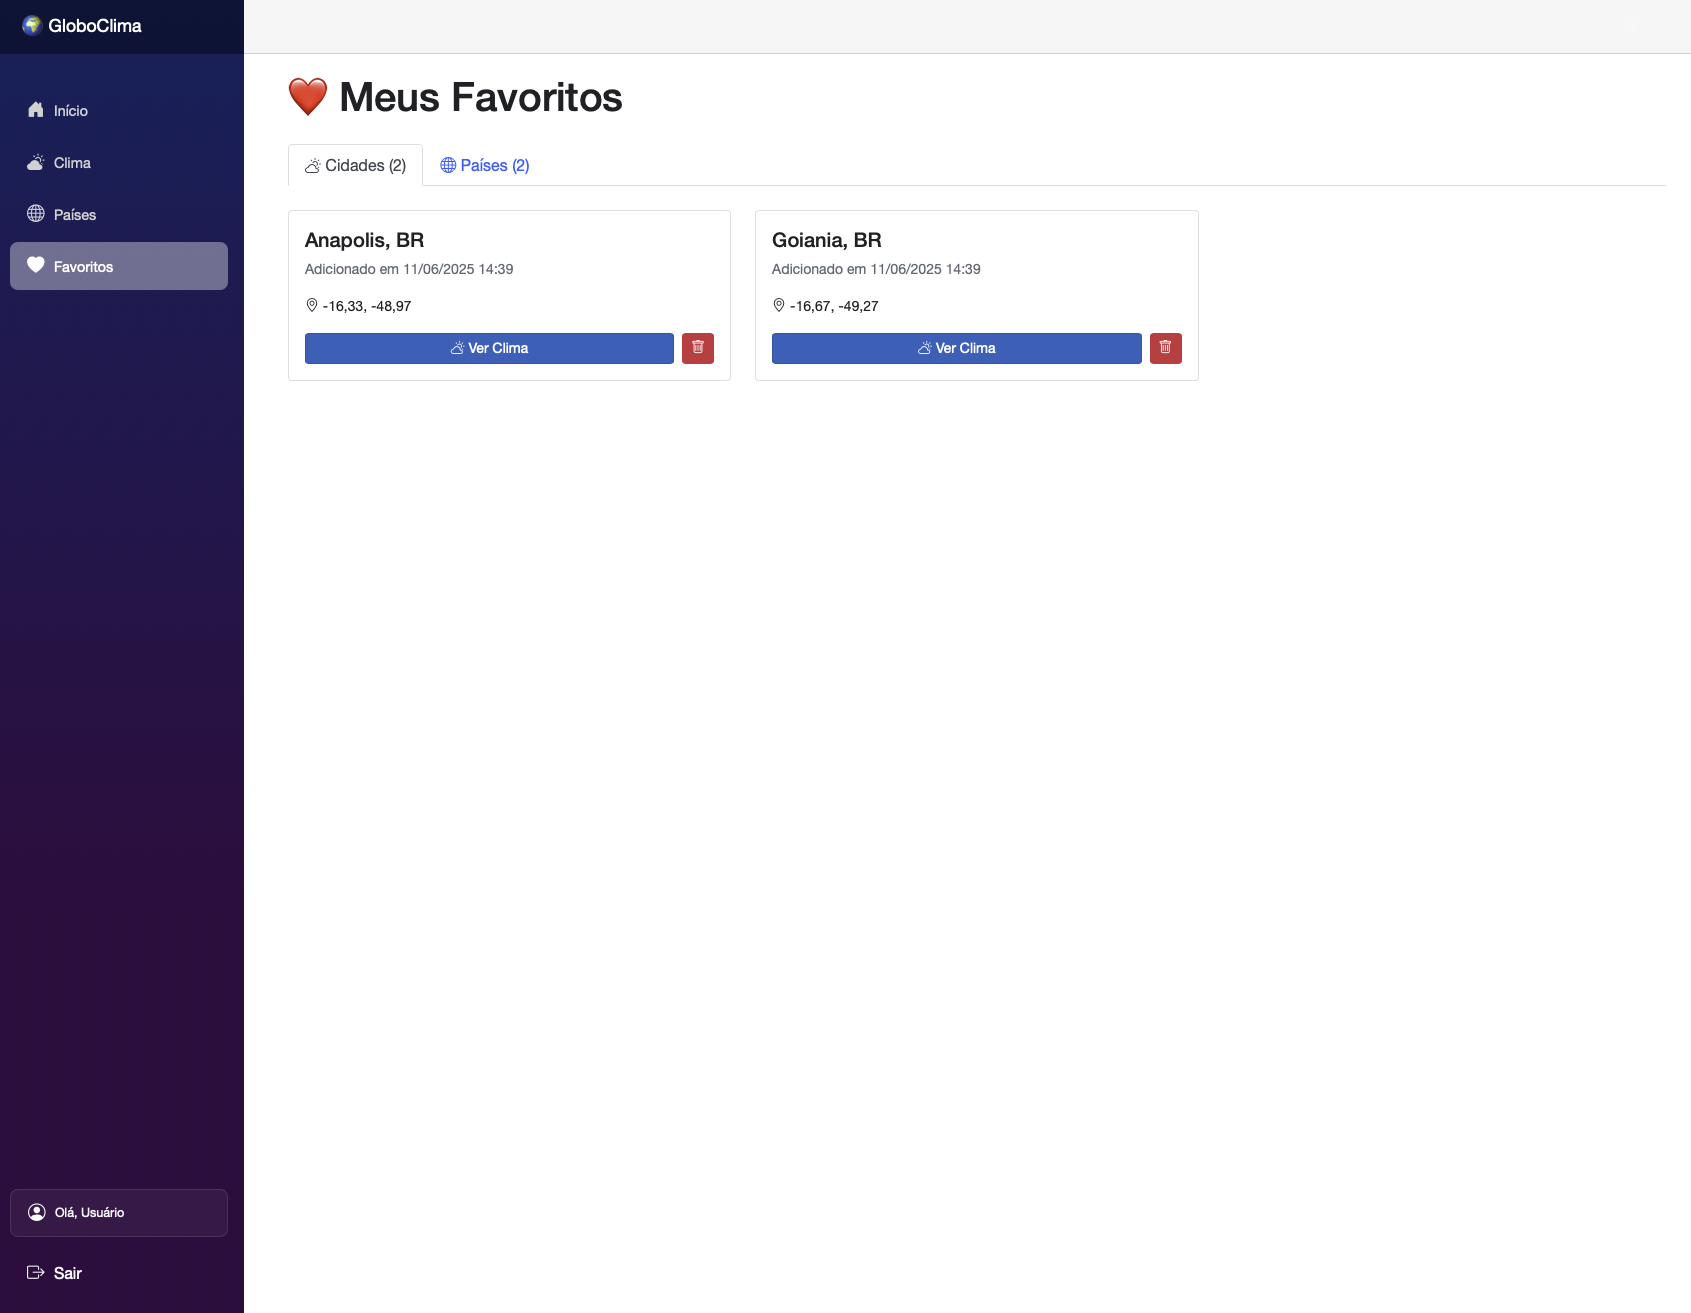 GloboClima
Início
Clima
Países
Favoritos
Meus Favoritos
Cidades (2)
Países (2)
Anapolis, BR
Adicionado em 11/06/2025 14:39
-16,33, -48,97
Ver Clima
Goiania, BR
Adicionado em 11/06/2025 14:39
-16,67, -49,27
Ver Clima
Olá, Usuário
Sair